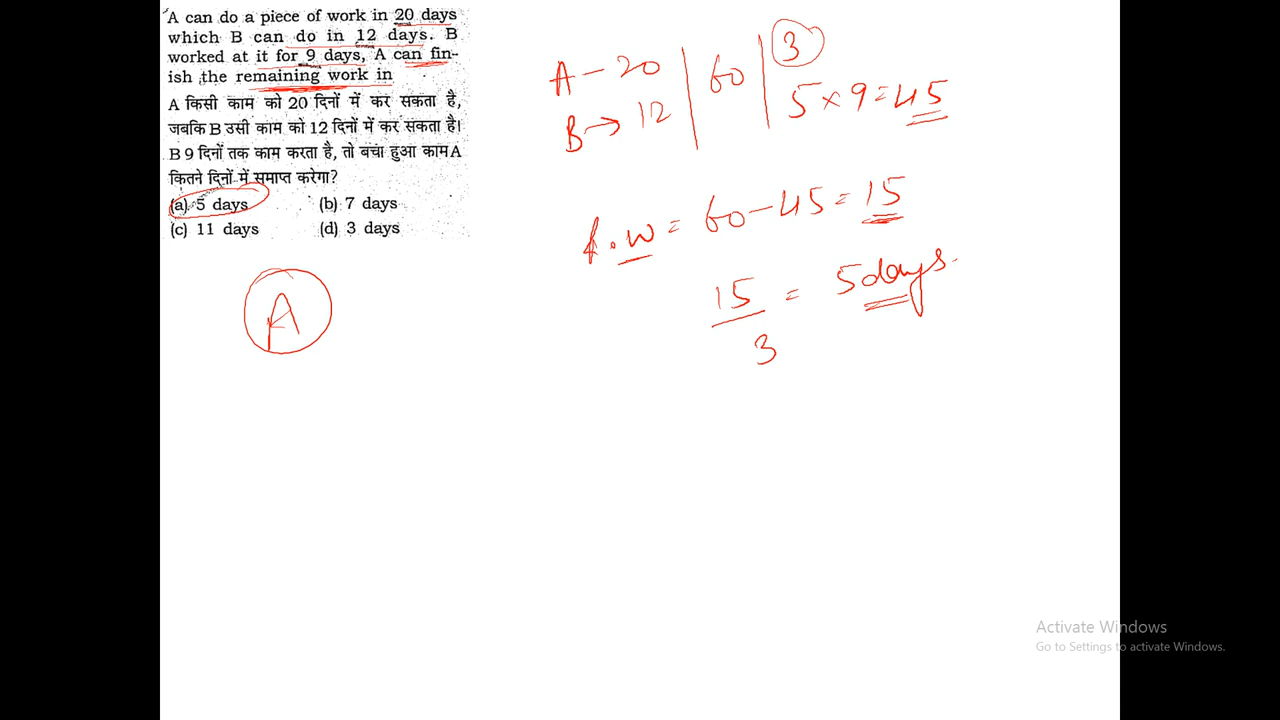 A can do a piece of work in 20 days
which B can do in 12 days. B
worked at it for 9 days, A can fin-
ish the remaining work in
A किसी काम को 20 दिनों में कर सकता है,
जबकि B उसी काम को 12 दिनों में कर सकता है।
B 9 दिनों तक काम करता है, तो बचा हुआ काम A
कितने दिनों में समाप्त करेगा?
(a) 5 days (b) 7 days
(c) 11 days (d) 3 days
A
A - 20 | 60 | 3
B → 12 5 × 9 = 45
R.W = 60 - 45 = 15
15/3 = 5 days.
Activate Windows
Go to Settings to activate Windows.